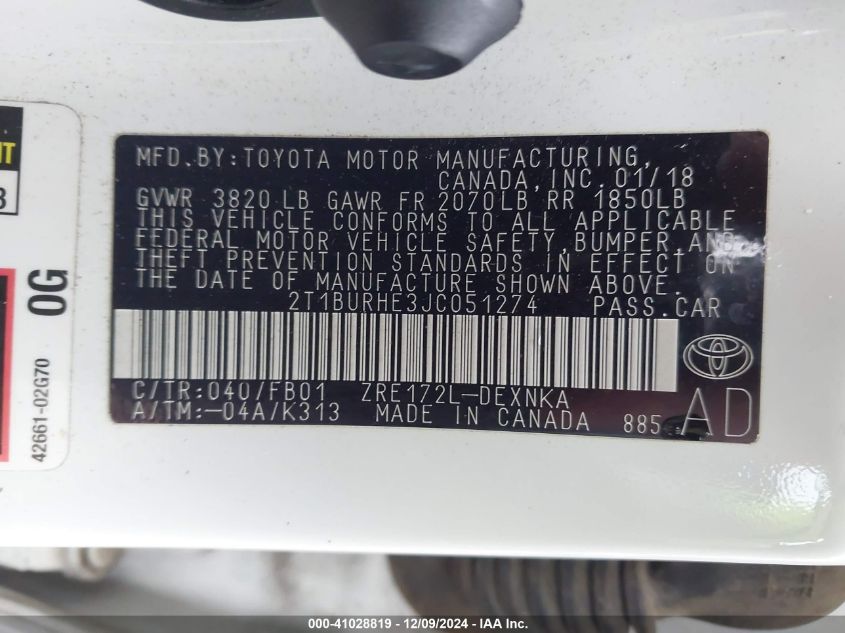 MFD.BY:TOYOTA MOTOR MANUFACTURING,
CANADA,INC. 01/18
GVWR 3820 LB GAWR FR 2070LB RR 1850LB
THIS VEHICLE CONFORMS TO ALL APPLICABLE
FEDERAL MOTOR VEHICLE SAFETY, BUMPER, AND
THEFT PREVENTION STANDARDS IN EFFECT ON
THE DATE OF MANUFACTURE SHOWN ABOVE.
2T1BURHE3JC051274 PASS.CAR
C/TR:040/FB01 ZRE172L-DEXNKA
A/TM:-04A/K313 MADE IN CANADA 885 AD
0G
42661-02G70
000-41028819 - 12/09/2024 - IAA Inc.